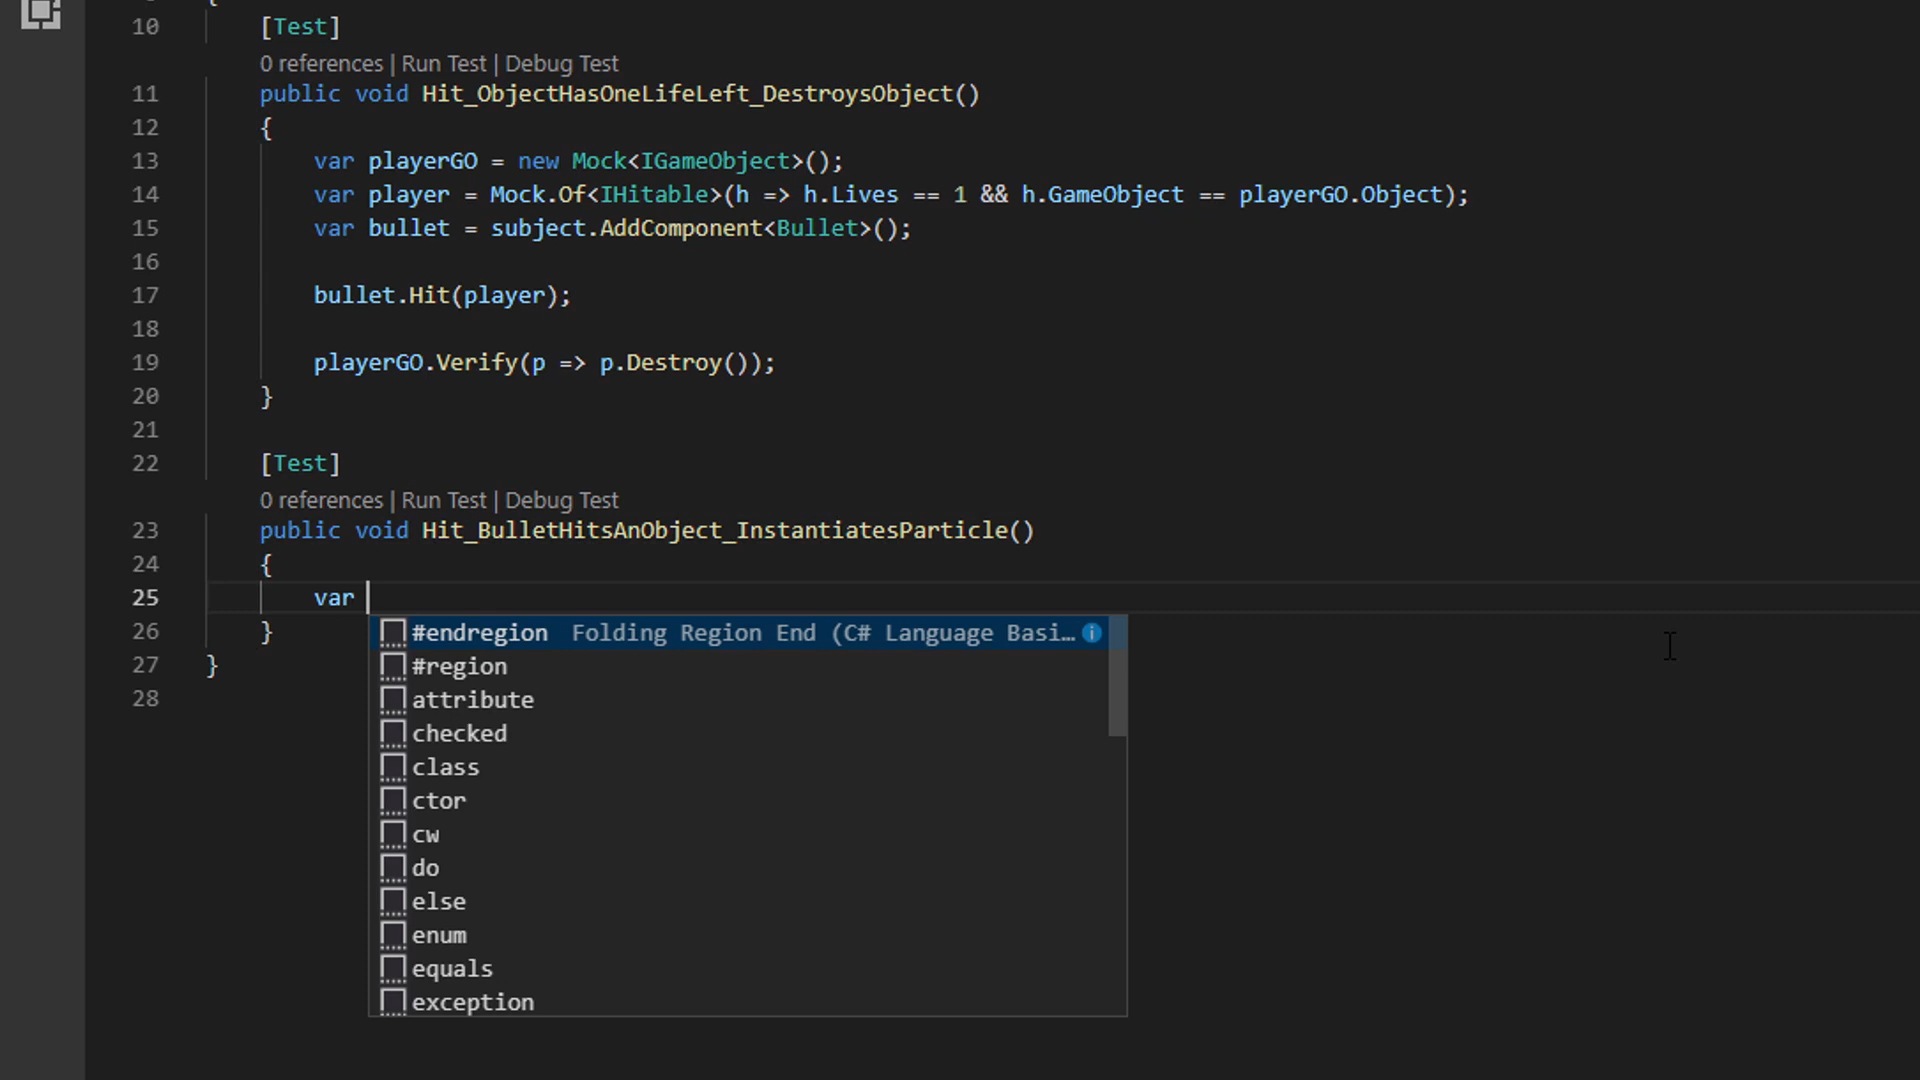 10 [Test]
0 references | Run Test | Debug Test
11 public void Hit_ObjectHasOneLifeLeft_DestroysObject()
12 {
13 var playerGO = new Mock<IGameObject>();
14 var player = Mock.Of<IHitable>(h => h.Lives == 1 && h.GameObject == playerGO.Object);
15 var bullet = subject.AddComponent<Bullet>();
16
17 bullet.Hit(player);
18
19 playerGO.Verify(p => p.Destroy());
20 }
21
22 [Test]
0 references | Run Test | Debug Test
23 public void Hit_BulletHitsAnObject_InstantiatesParticle()
24 {
25 var
26 }
27 }
28
#endregion Folding Region End (C# Language Basi…
#region
attribute
checked
class
ctor
cw
do
else
enum
equals
exception